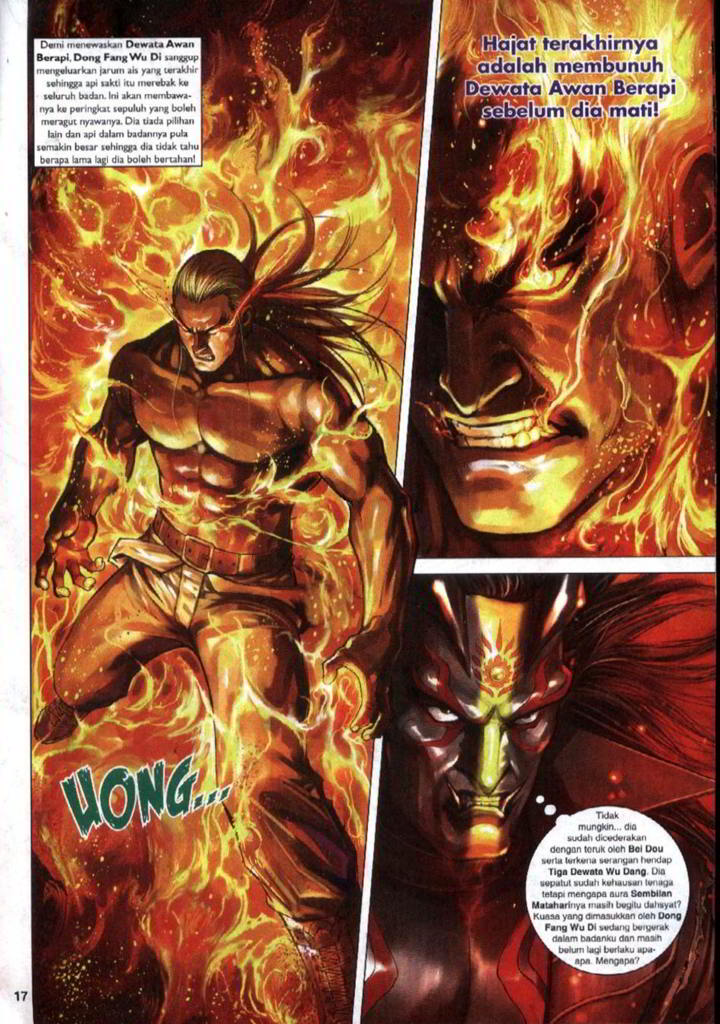 Demi menewaskan Dewata Awan
Berapi, Dong Fang Wu Di sanggup
mengeluarkan jarum ais yang terakhir
sehingga api sakti itu merebak ke
seluruh badan. Ini akan membawa-
nya ke peringkat sepuluh yang boleh
meragut nyawanya. Dia tiada pilihan
lain dan api dalam badannya pula
semakin besar sehingga dia tidak tahu
berapa lama lagi dia boleh bertahan!
Hajat terakhirnya
adalah membunuh
Dewata Awan Berapi
sebelum dia mati!
UONG...
Tidak
mungkin... dia
sudah dicederakan
dengan teruk oleh Bei Dou
serta terkena serangan hendap
Tiga Dewata Wu Dang. Dia
sepatut sudah kehausan tenaga
tetapi mengapa aura Sembilan
Mataharinya masih begitu dahsyat?
Kuasa yang dimasukkan oleh Dong
Fang Wu Di sedang bergerak
dalam badanku dan masih
belum lagi berlaku apa-
apa. Mengapa?
17